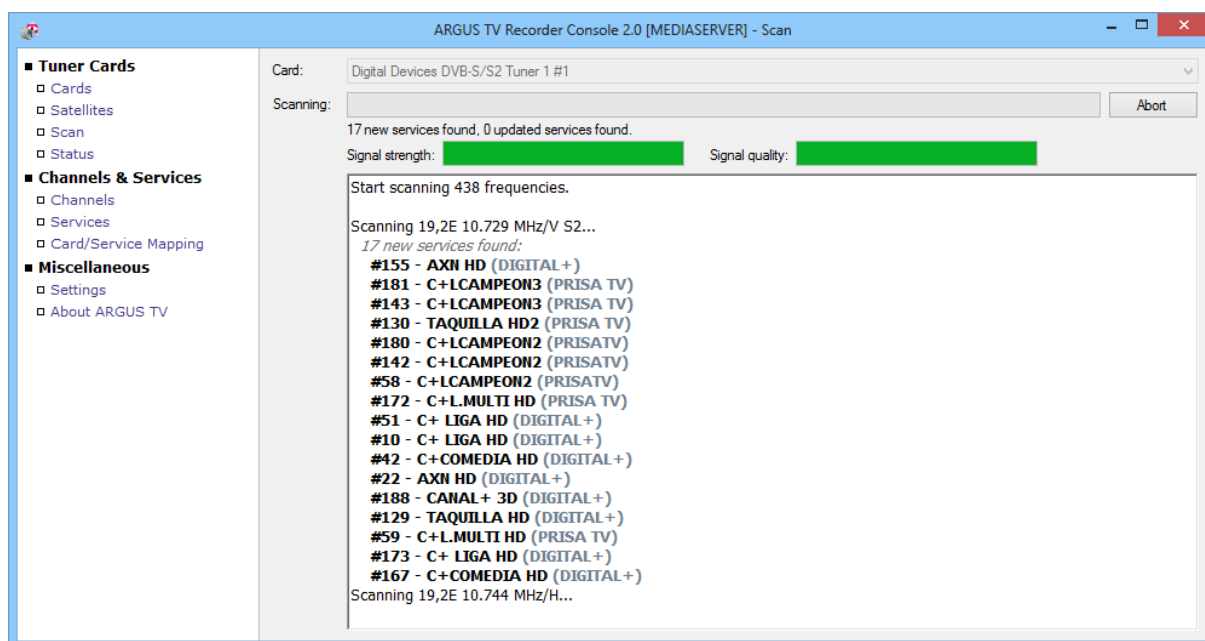 ARGUS TV Recorder Console 2.0 [MEDIASERVER] - Scan
Tuner Cards
Cards
Satellites
Scan
Status
Channels & Services
Channels
Services
Card/Service Mapping
Miscellaneous
Settings
About ARGUS TV
Card: Digital Devices DVB-S/S2 Tuner 1 #1
Scanning: Abort
17 new services found, 0 updated services found.
Signal strength: Signal quality:
Start scanning 438 frequencies.
Scanning 19,2E 10.729 MHz/V S2...
17 new services found:
#155 - AXN HD (DIGITAL+)
#181 - C+LCAMPEON3 (PRISA TV)
#143 - C+LCAMPEON3 (PRISA TV)
#130 - TAQUILLA HD2 (PRISA TV)
#180 - C+LCAMPEON2 (PRISATV)
#142 - C+LCAMPEON2 (PRISATV)
#58 - C+LCAMPEON2 (PRISATV)
#172 - C+L.MULTI HD (PRISA TV)
#51 - C+ LIGA HD (DIGITAL+)
#10 - C+ LIGA HD (DIGITAL+)
#42 - C+COMEDIA HD (DIGITAL+)
#22 - AXN HD (DIGITAL+)
#188 - CANAL+ 3D (DIGITAL+)
#129 - TAQUILLA HD (DIGITAL+)
#59 - C+L.MULTI HD (PRISA TV)
#173 - C+ LIGA HD (DIGITAL+)
#167 - C+COMEDIA HD (DIGITAL+)
Scanning 19,2E 10.744 MHz/H...